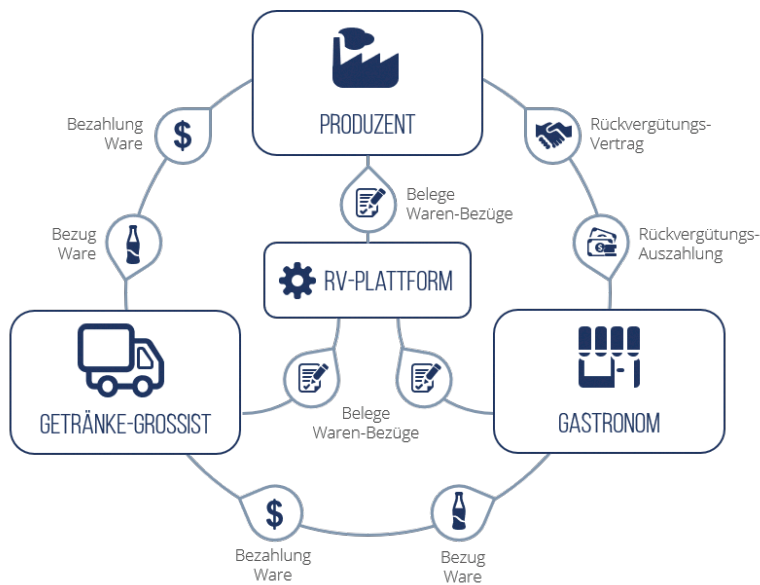 PRODUZENT
Bezahlung
Ware
$
Rückvergütungs-
Vertrag
Belege
Waren-Bezüge
Bezug
Ware
Rückvergütungs-
Auszahlung
RV-PLATTFORM
GETRÄNKE-GROSSIST
GASTRONOM
Belege
Waren-Bezüge
$
Bezahlung
Ware
Bezug
Ware